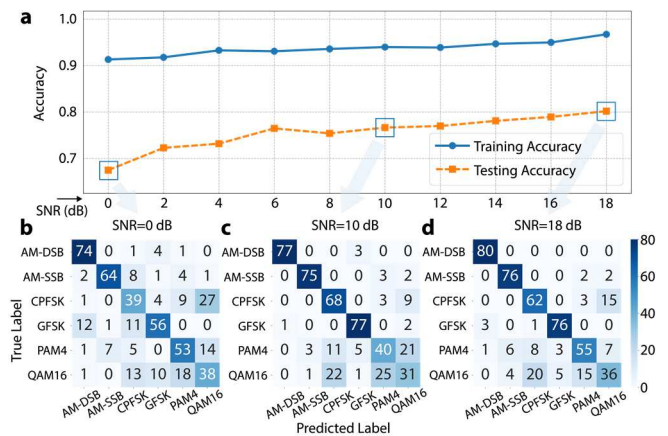 a
1.0
0.9
0.8
0.7
Accuracy
Training Accuracy
Testing Accuracy
SNR (dB)
0 2 4 6 8 10 12 14 16 18
b SNR=0 dB
True Label
AM-DSB 74 0 1 4 1 0
AM-SSB 2 64 8 1 4 1
CPFSK 1 0 39 4 9 27
GFSK 12 1 11 56 0 0
PAM4 1 7 5 0 53 14
QAM16 1 0 13 10 18 38
AM-DSB AM-SSB CPFSK GFSK PAM4 QAM16
c SNR=10 dB
77 0 0 3 0 0
0 75 0 0 3 2
0 0 68 0 3 9
1 0 0 77 0 2
0 3 11 5 40 21
0 1 22 1 25 31
AM-DSB AM-SSB CPFSK GFSK PAM4 QAM16
Predicted Label
d SNR=18 dB
AM-DSB 80 0 0 0 0 0
AM-SSB 0 76 0 0 2 2
CPFSK 0 0 62 0 3 15
GFSK 3 0 1 76 0 0
PAM4 1 6 8 3 55 7
QAM16 0 4 20 5 15 36
AM-DSB AM-SSB CPFSK GFSK PAM4 QAM16
80
60
40
20
0